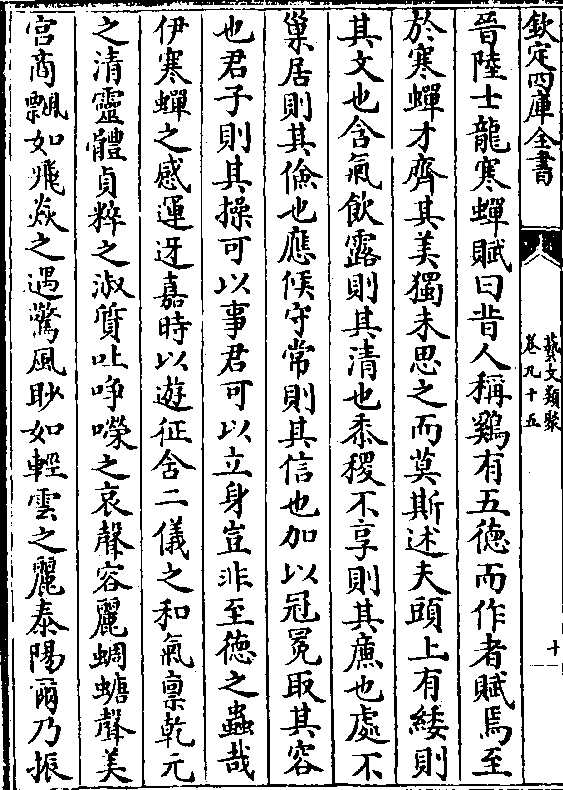 欽定四庫全書
藝文類聚
卷九十五
十一
晉陸士龍寒蟬賦曰昔人稱鷄有五徳而作者賦焉至
於寒蟬才齊其美獨未思之而莫斯述夫頭上有緌則
其文也含氣飲露則其清也黍稷不享則其㢘也處不
巢居則其儉也應候守常則其信也加以冠冕取其容
也君子則其操可以事君可以立身豈非至徳之蟲哉
伊寒蟬之感運迓嘉時以遊征含二儀之和氣禀乾元
之清靈體貞粹之淑質吐哼嘹之哀聲容麗蜩螗聲美
宫商飄如飛焱之遇驚風眇如輕雲之麗泰陽爾乃振